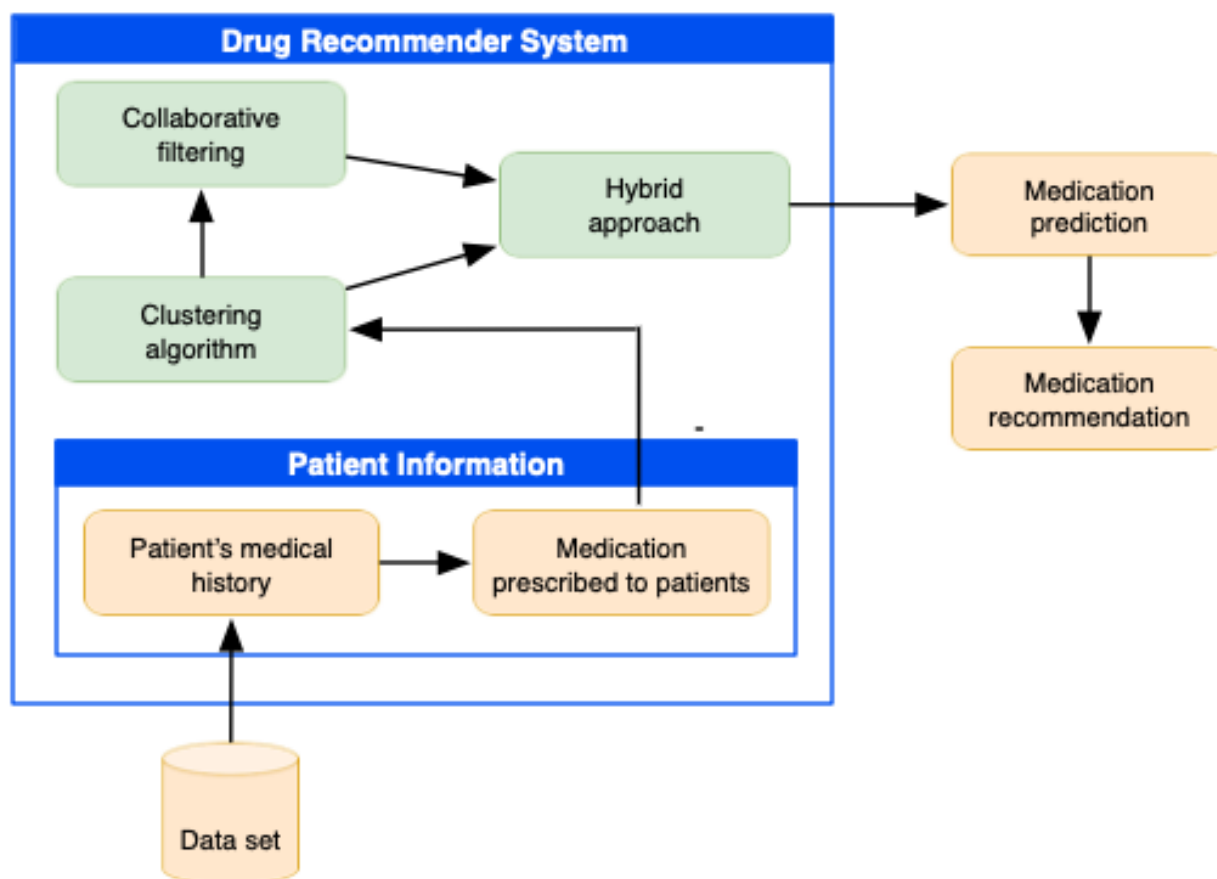 Drug Recommender System
Collaborative
filtering
Hybrid
approach
Medication
prediction
Clustering
algorithm
Medication
recommendation
Patient Information
Patient’s medical
history
Medication
prescribed to patients
Data set